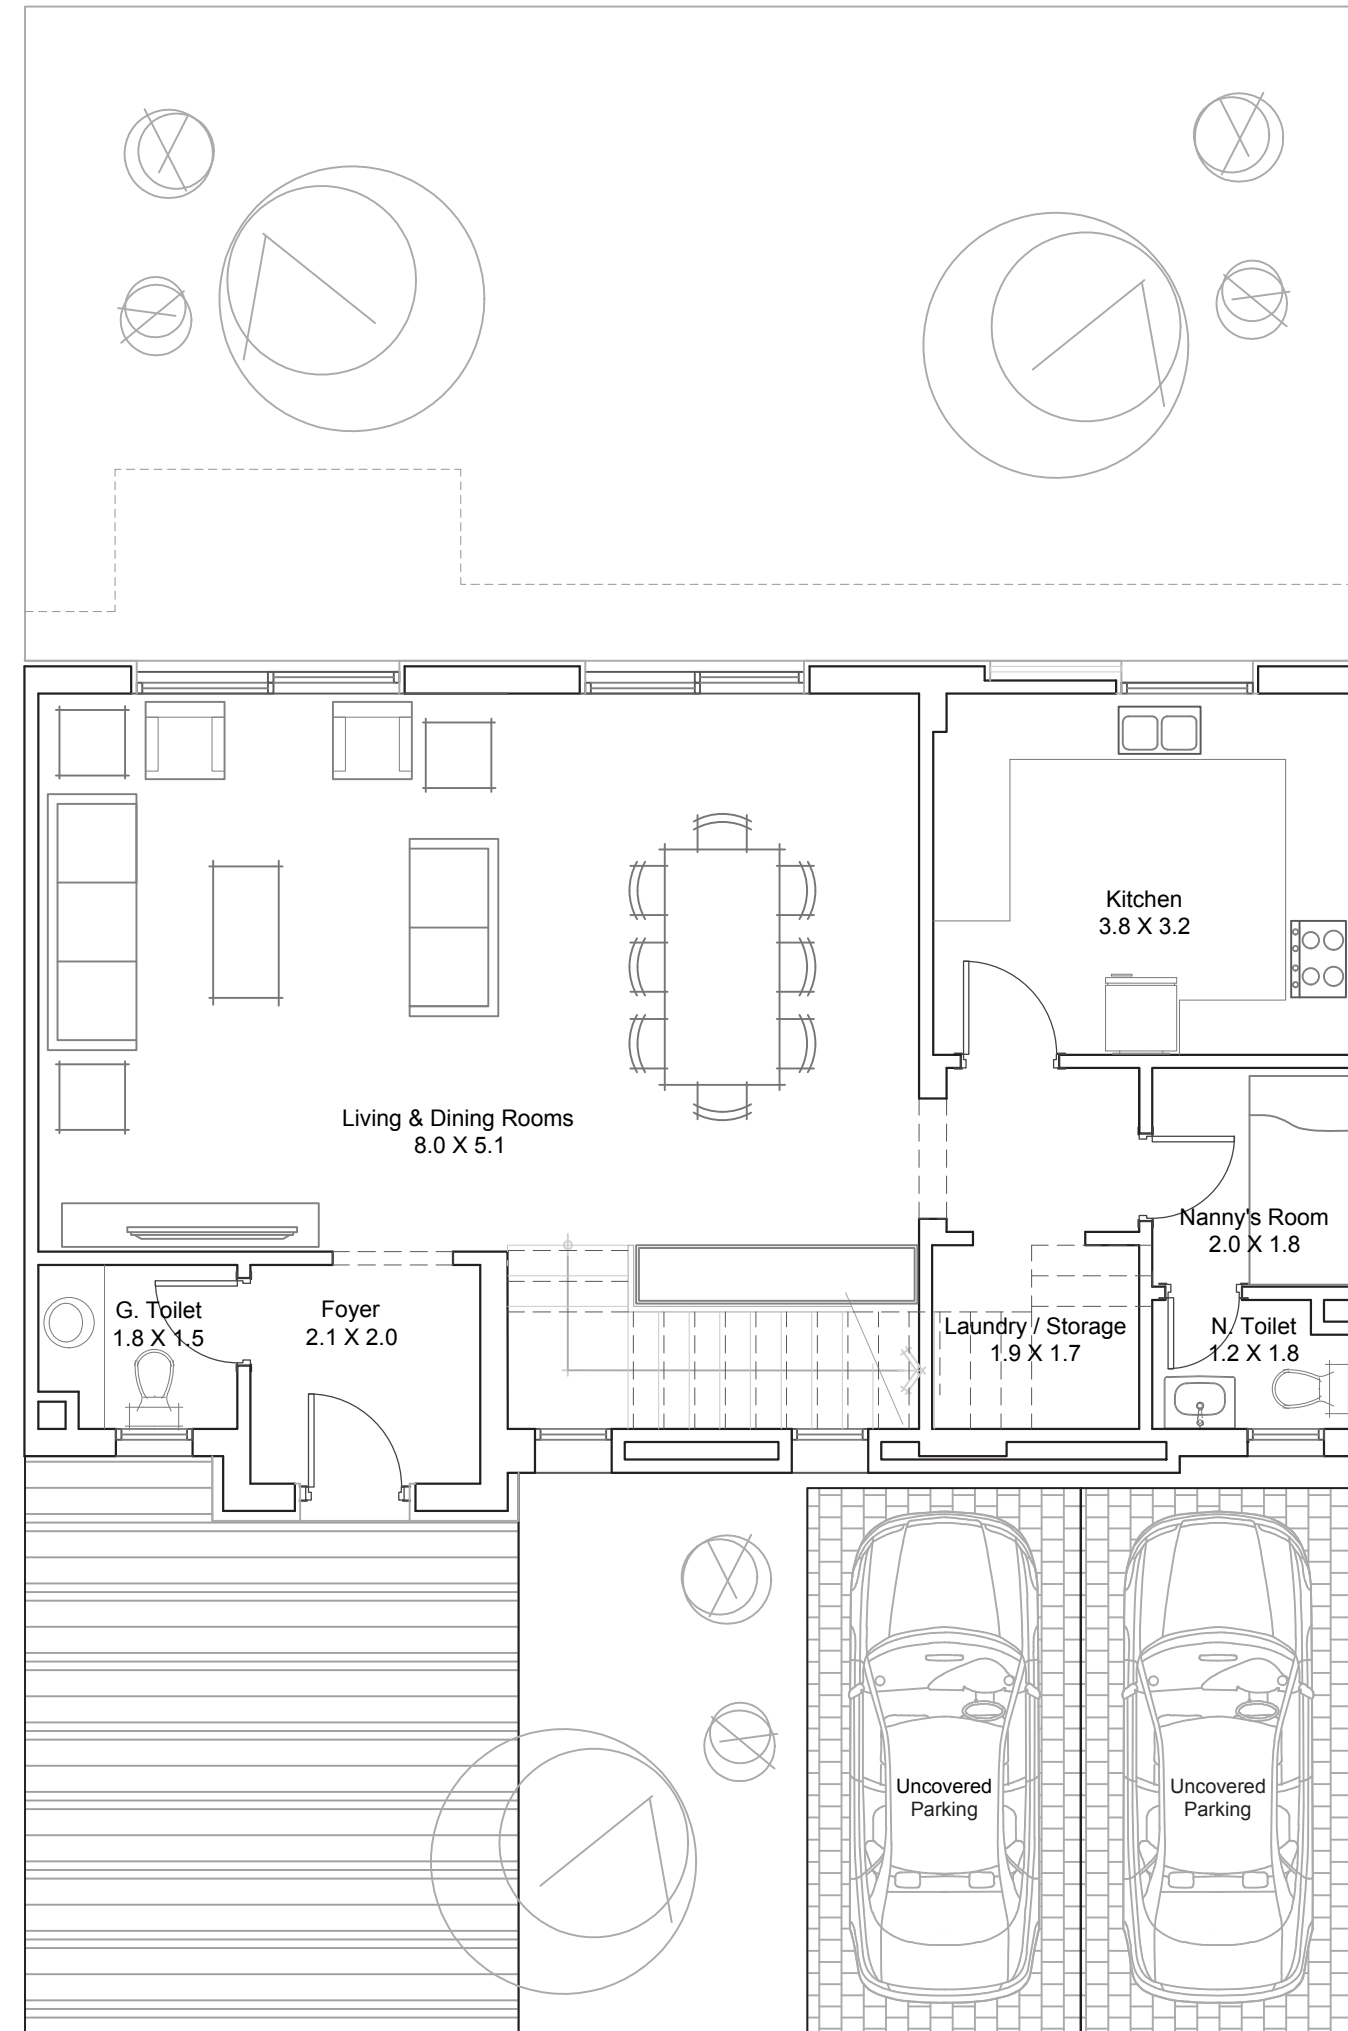 Kitchen
3.8 X 3.2
Living & Dining Rooms
8.0 X 5.1
Nanny's Room
2.0 X 1.8
G. Toilet
1.8 X 1.5
Foyer
2.1 X 2.0
Laundry / Storage
1.9 X 1.7
N. Toilet
1.2 X 1.8
Uncovered
Parking
Uncovered
Parking